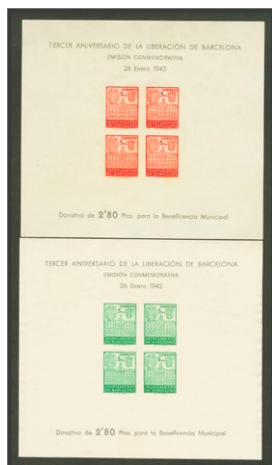 TERCER ANIVERSARIO DE LA LIBERACIÓN DE BARCELONA
EMISIÓN CONMEMORATIVA
26 Enero 1942
Donativo de 2'80 Ptas. para la Beneficencia Municipal
TERCER ANIVERSARIO DE LA LIBERACIÓN DE BARCELONA
EMISIÓN CONMEMORATIVA
26 Enero 1942
Donativo de 2'80 Ptas. para la Beneficencia Municipal